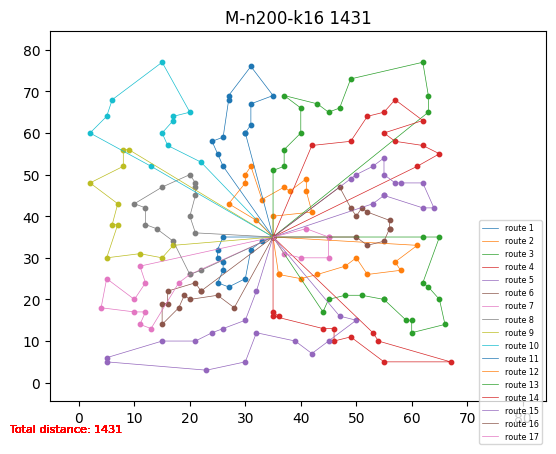 M-n200-k16 1431
80
70
60
50
40
30
20
10
0
0 10 20 30 40 50 60 70 80
route 1
route 2
route 3
route 4
route 5
route 6
route 7
route 8
route 9
route 10
route 11
route 12
route 13
route 14
route 15
route 16
route 17
Total distance: 1431